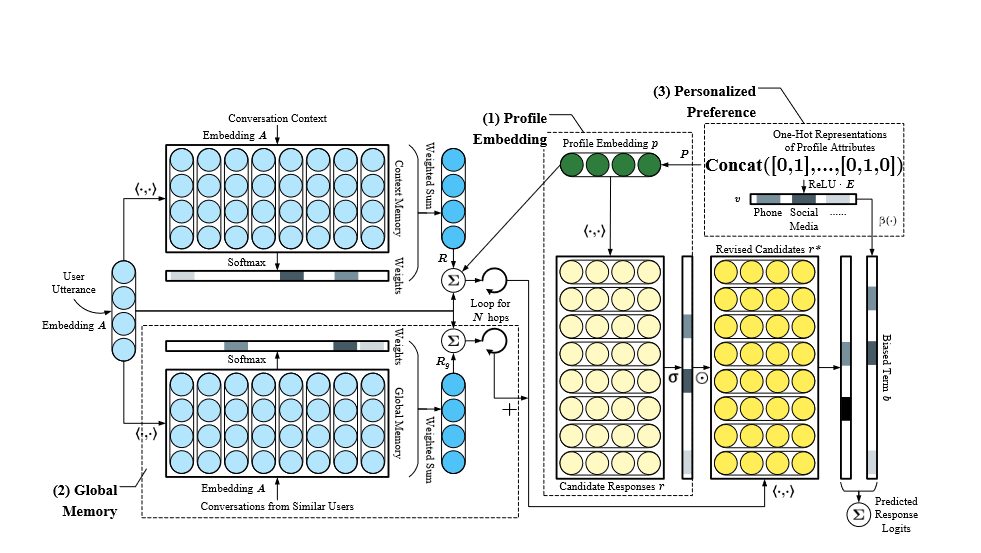 (3) Personalized
Preference
(1) Profile
Embedding
Conversation Context
Embedding A
⟨·,·⟩
Context Memory
Weighted Sum
Softmax
Weights
R
Σ
Loop for
N hops
User
Utterance
Embedding A
Σ
R_g
+
Weights
Softmax
Global Memory
Weighted Sum
⟨·,·⟩
Embedding A
Conversations from Similar Users
(2) Global
Memory
Profile Embedding p
P
⟨·,·⟩
Candidate Responses r
σ
⊙
One-Hot Representations
of Profile Attributes
Concat([0,1],...,[0,1,0])
ReLU · E
v
Phone Social ......
Media
β(·)
Revised Candidates r*
Biased Term b
⟨·,·⟩
Σ
Predicted
Response
Logits